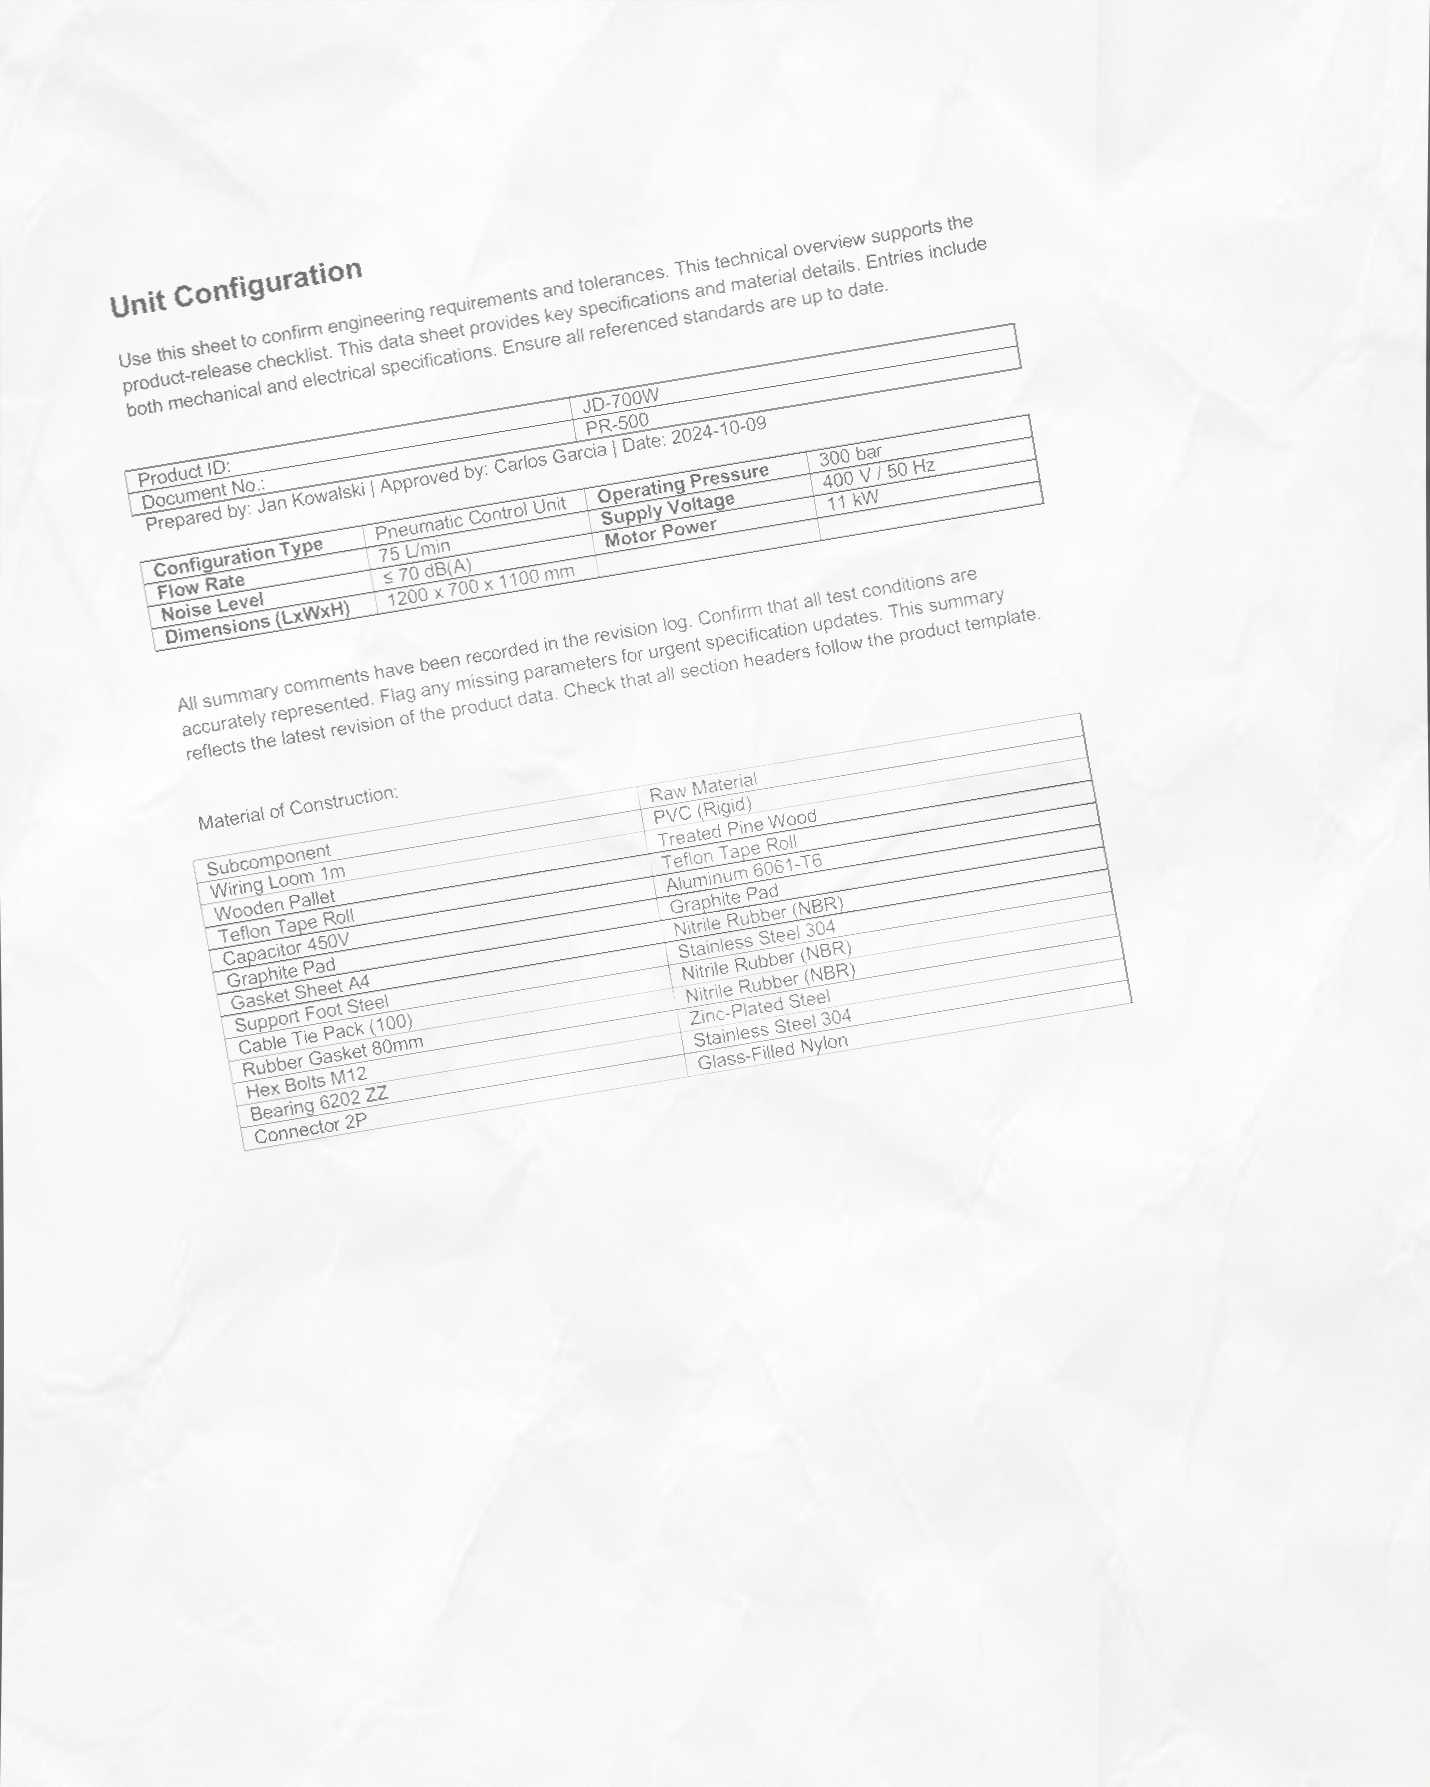 Unit Configuration
Use this sheet to confirm engineering requirements and tolerances. This technical overview supports the
product-release checklist. This data sheet provides key specifications and material details. Entries include
both mechanical and electrical specifications. Ensure all referenced standards are up to date.
Product ID: JD-700W
Document No.: PR-500
Prepared by: Jan Kowalski | Approved by: Carlos Garcia | Date: 2024-10-09
Configuration Type Pneumatic Control Unit Operating Pressure 300 bar
Flow Rate 75 L/min Supply Voltage 400 V / 50 Hz
Noise Level ≤ 70 dB(A) Motor Power 11 kW
Dimensions (LxWxH) 1200 x 700 x 1100 mm
All summary comments have been recorded in the revision log. Confirm that all test conditions are
accurately represented. Flag any missing parameters for urgent specification updates. This summary
reflects the latest revision of the product data. Check that all section headers follow the product template.
Material of Construction:
Subcomponent Raw Material
Wiring Loom 1m PVC (Rigid)
Wooden Pallet Treated Pine Wood
Teflon Tape Roll Teflon Tape Roll
Capacitor 450V Aluminum 6061-T6
Graphite Pad Graphite Pad
Gasket Sheet A4 Nitrile Rubber (NBR)
Support Foot Steel Stainless Steel 304
Cable Tie Pack (100) Nitrile Rubber (NBR)
Rubber Gasket 80mm Nitrile Rubber (NBR)
Hex Bolts M12 Zinc-Plated Steel
Bearing 6202 ZZ Stainless Steel 304
Connector 2P Glass-Filled Nylon